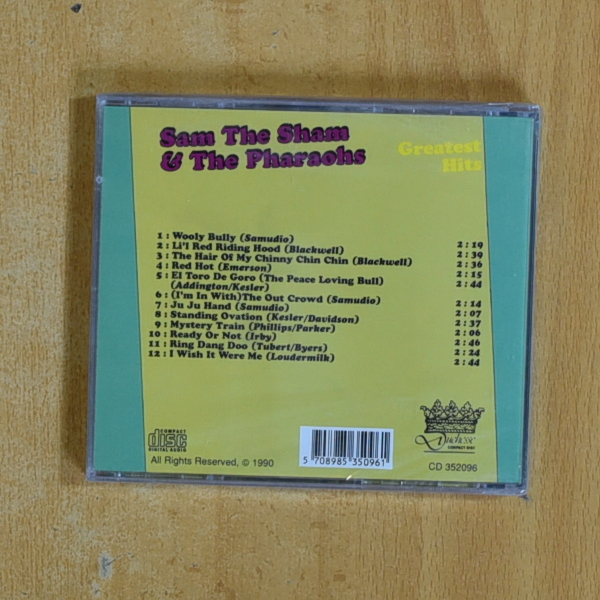 Sam The Sham
& The Pharaohs
Greatest
Hits
1 : Wooly Bully (Samudio) 2 : 19
2 : Li'l Red Riding Hood (Blackwell) 2 : 39
3 : The Hair Of My Chinny Chin Chin (Blackwell) 2 : 36
4 : Red Hot (Emerson) 2 : 15
5 : El Toro De Goro (The Peace Loving Bull) 2 : 44
(Addington/Kesler)
6 : (I'm In With)The Out Crowd (Samudio) 2 : 14
7 : Ju Ju Hand (Samudio) 2 : 07
8 : Standing Ovation (Kesler/Davidson) 2 : 37
9 : Mystery Train (Phillips/Parker) 2 : 06
10 : Ready Or Not (Irby) 2 : 46
11 : Ring Dang Doo (Tubert/Byers) 2 : 24
12 : I Wish It Were Me (Loudermilk) 2 : 44
COMPACT
disc
DIGITAL AUDIO
All Rights Reserved, © 1990
5 708985 350961
COMPACT DISC
CD 352096